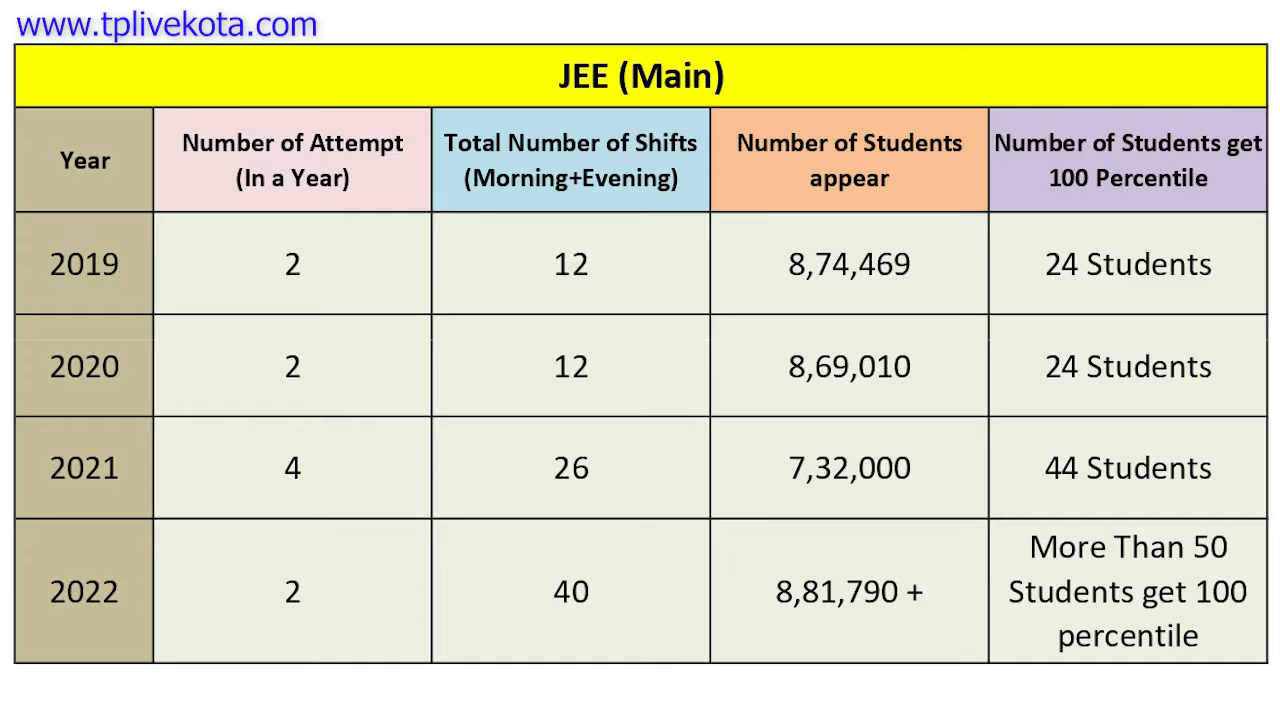 www.tplivekota.com
JEE (Main)
Year
Number of Attempt
(In a Year)
Total Number of Shifts
(Morning+Evening)
Number of Students
appear
Number of Students get
100 Percentile
2019
2
12
8,74,469
24 Students
2020
2
12
8,69,010
24 Students
2021
4
26
7,32,000
44 Students
2022
2
40
8,81,790 +
More Than 50
Students get 100
percentile